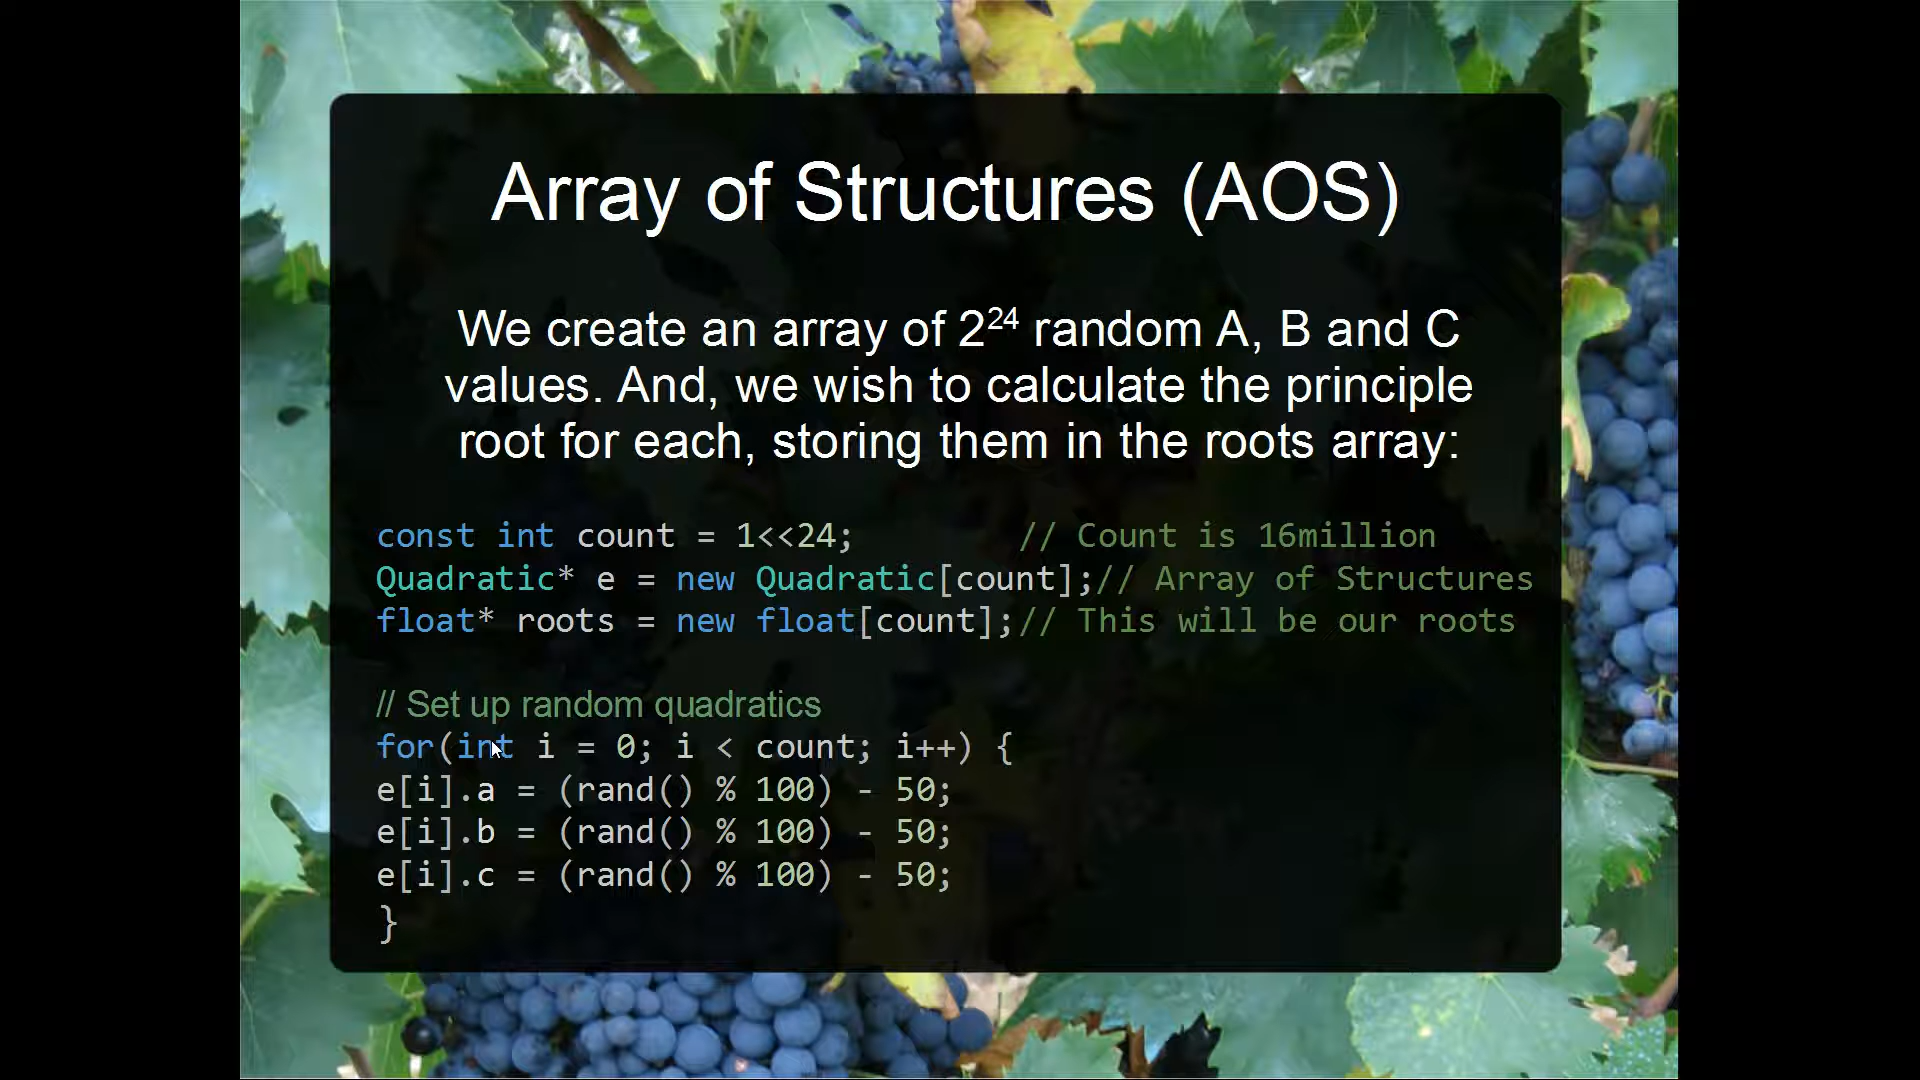 Array of Structures (AOS)
We create an array of 2²⁴ random A, B and C
values. And, we wish to calculate the principle
root for each, storing them in the roots array:
const int count = 1<<24; // Count is 16million
Quadratic* e = new Quadratic[count];// Array of Structures
float* roots = new float[count];// This will be our roots
// Set up random quadratics
for(int i = 0; i < count; i++) {
e[i].a = (rand() % 100) - 50;
e[i].b = (rand() % 100) - 50;
e[i].c = (rand() % 100) - 50;
}